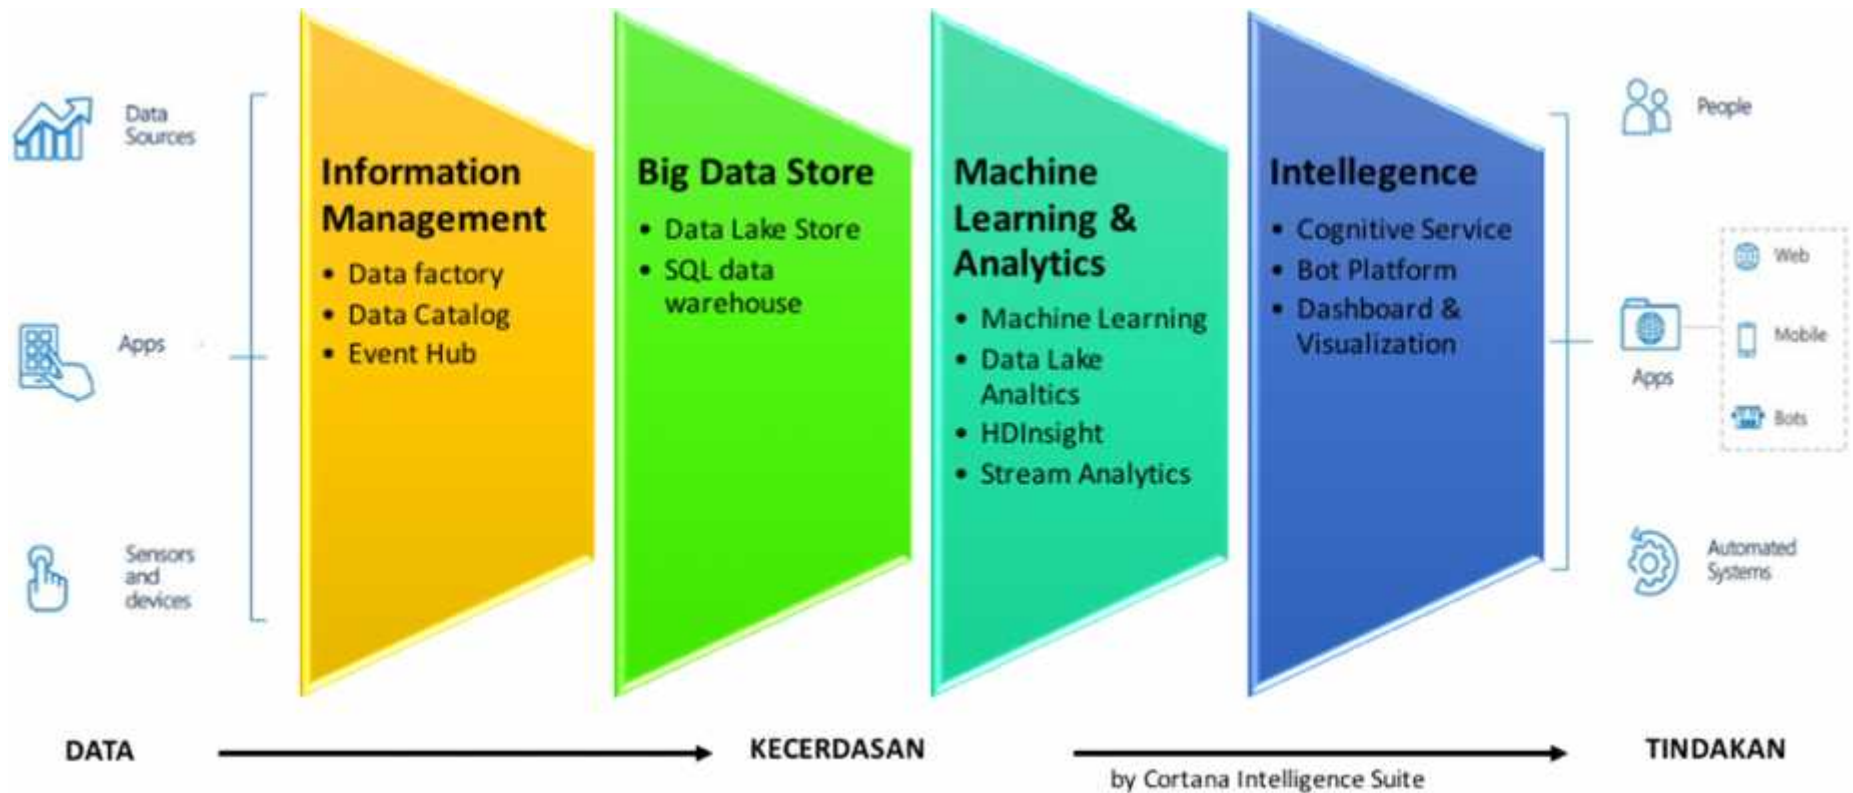 Data
Sources
Apps
Sensors
and
devices
Information
Management
• Data factory
• Data Catalog
• Event Hub
Big Data Store
• Data Lake Store
• SQL data
warehouse
Machine
Learning &
Analytics
• Machine Learning
• Data Lake
Analtics
• HDInsight
• Stream Analytics
Intellegence
• Cognitive Service
• Bot Platform
• Dashboard &
Visualization
People
Apps
Web
Mobile
Bots
Automated
Systems
DATA
KECERDASAN
TINDAKAN
by Cortana Intelligence Suite